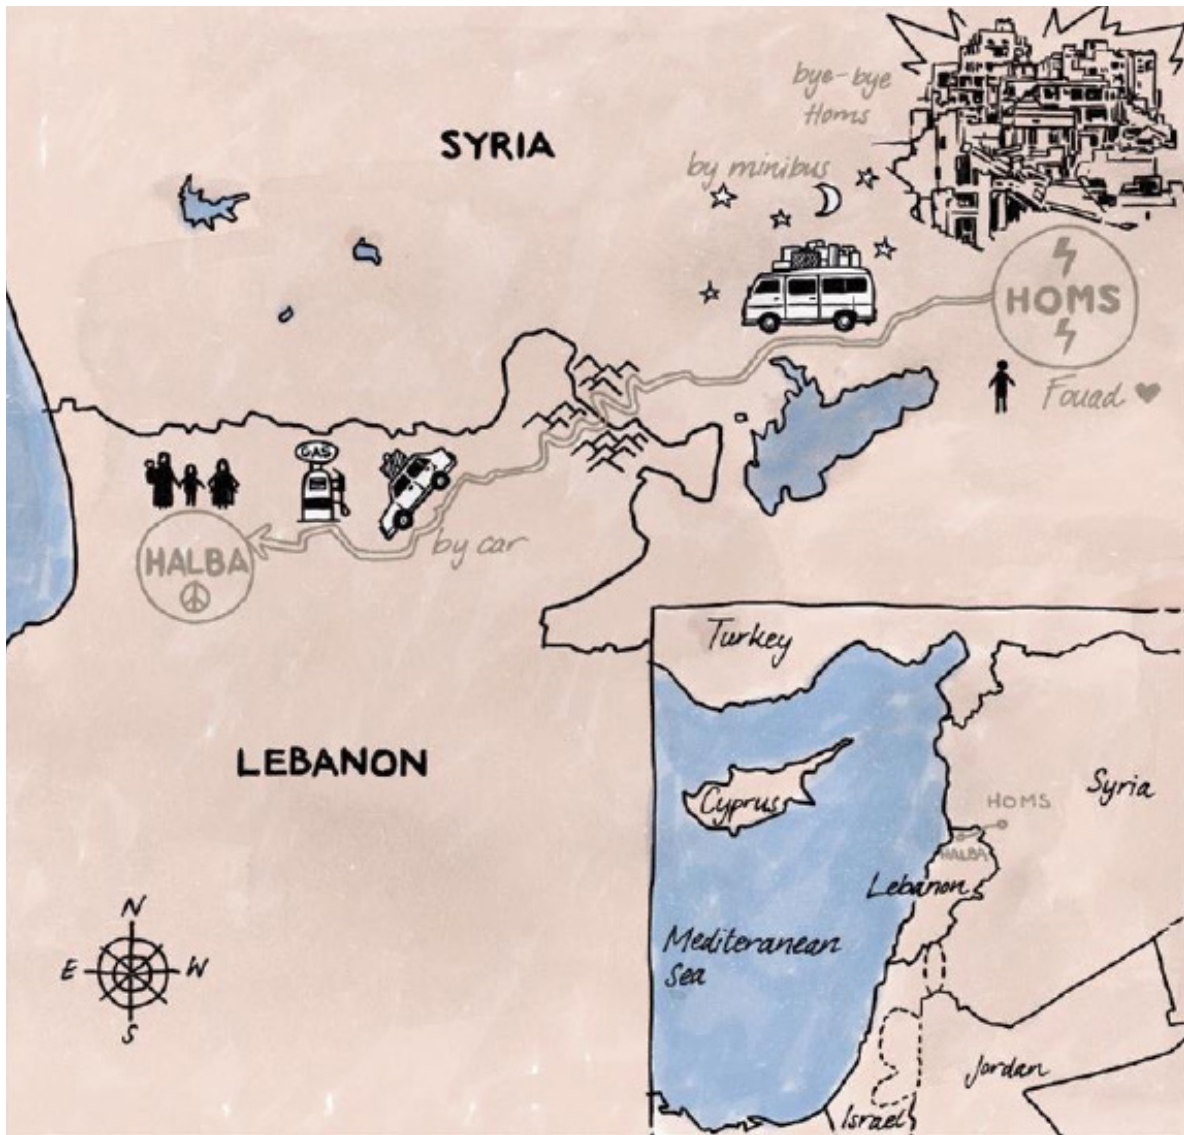 bye-bye
Homs
SYRIA
by minibus
HOMS
Fouad
GAS
HALBA
by car
LEBANON
Turkey
Cyprus
Syria
HOMS
HALBA
Lebanon
Mediteranean
Sea
Jordan
Israel
N
E W
S